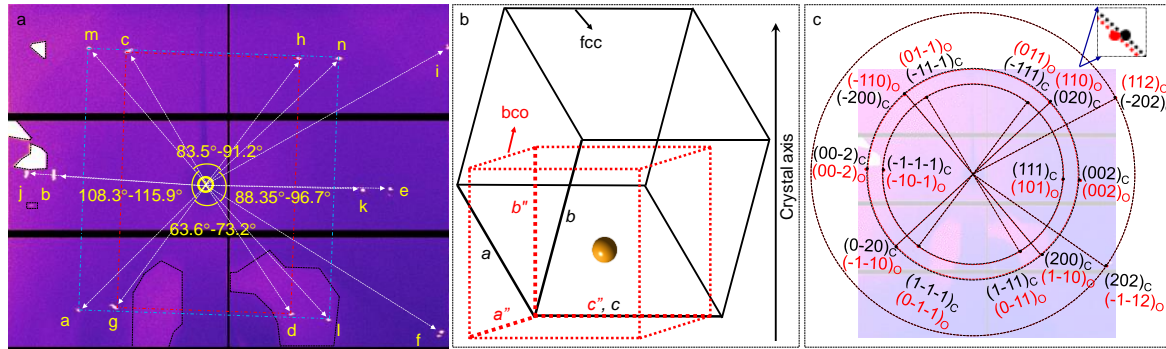 a
m
c
h
n
i
83.5°-91.2°
j
b
108.3°-115.9°
88.35°-96.7°
k
e
63.6°-73.2°
a
g
d
l
f
b
fcc
bco
b"
b
a
a"
c", c
Crystal axis
c
(01-1)O
(-11-1)C
(-110)O
(-200)C
(011)O
(-111)C
(110)O
(020)C
(112)O
(-202)
(00-2)C
(00-2)O
(-1-1-1)C
(-10-1)O
(111)C
(101)O
(002)C
(002)O
(0-20)C
(-1-10)O
(1-1-1)C
(0-1-1)O
(1-11)C
(0-11)O
(200)C
(1-10)O
(202)C
(-1-12)O